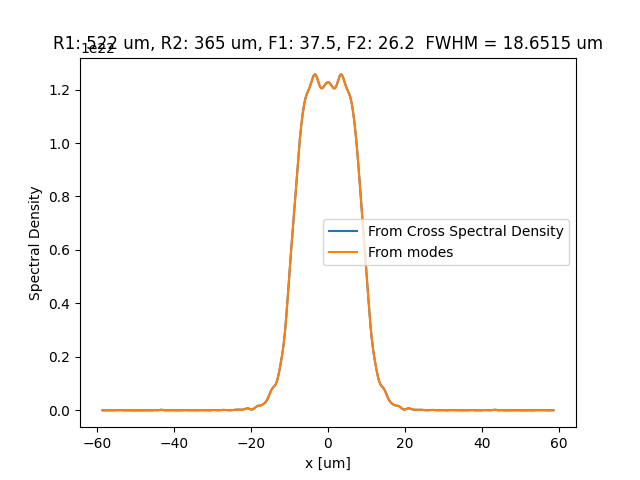 R1: 522 um, R2: 365 um, F1: 37.5, F2: 26.2  FWHM = 18.6515 um
1e22
1.2
1.0
0.8
0.6
0.4
0.2
0.0
Spectral Density
From Cross Spectral Density
From modes
−60
−40
−20
0
20
40
60
x [um]